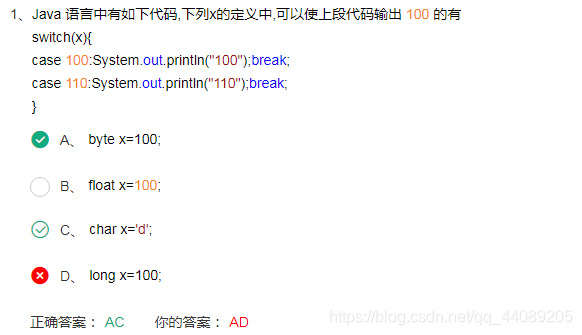 1、Java 语言中有如下代码,下列x的定义中,可以使上段代码输出 100 的有
switch(x){
case 100:System.out.println("100");break;
case 110:System.out.println("110");break;
}
A、 byte x=100;
B、 float x=100;
C、 char x='d';
D、 long x=100;
正确答案： AC 你的答案： AD
https://blog.csdn.net/qq_44089205